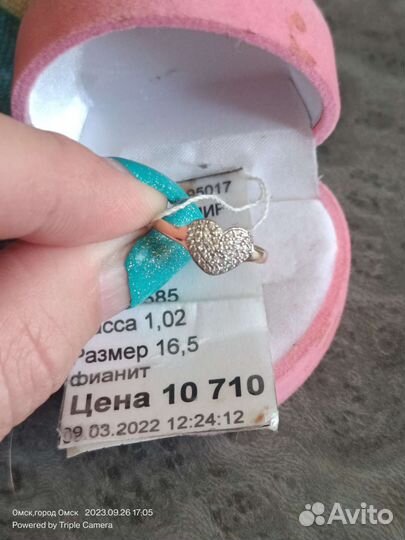 95017
585
сса 1,02
Размер 16,5
фианит
Цена 10 710
09.03.2022 12:24:12
Омск,город Омск 2023.09.26 17:05
Powered by Triple Camera
Avito